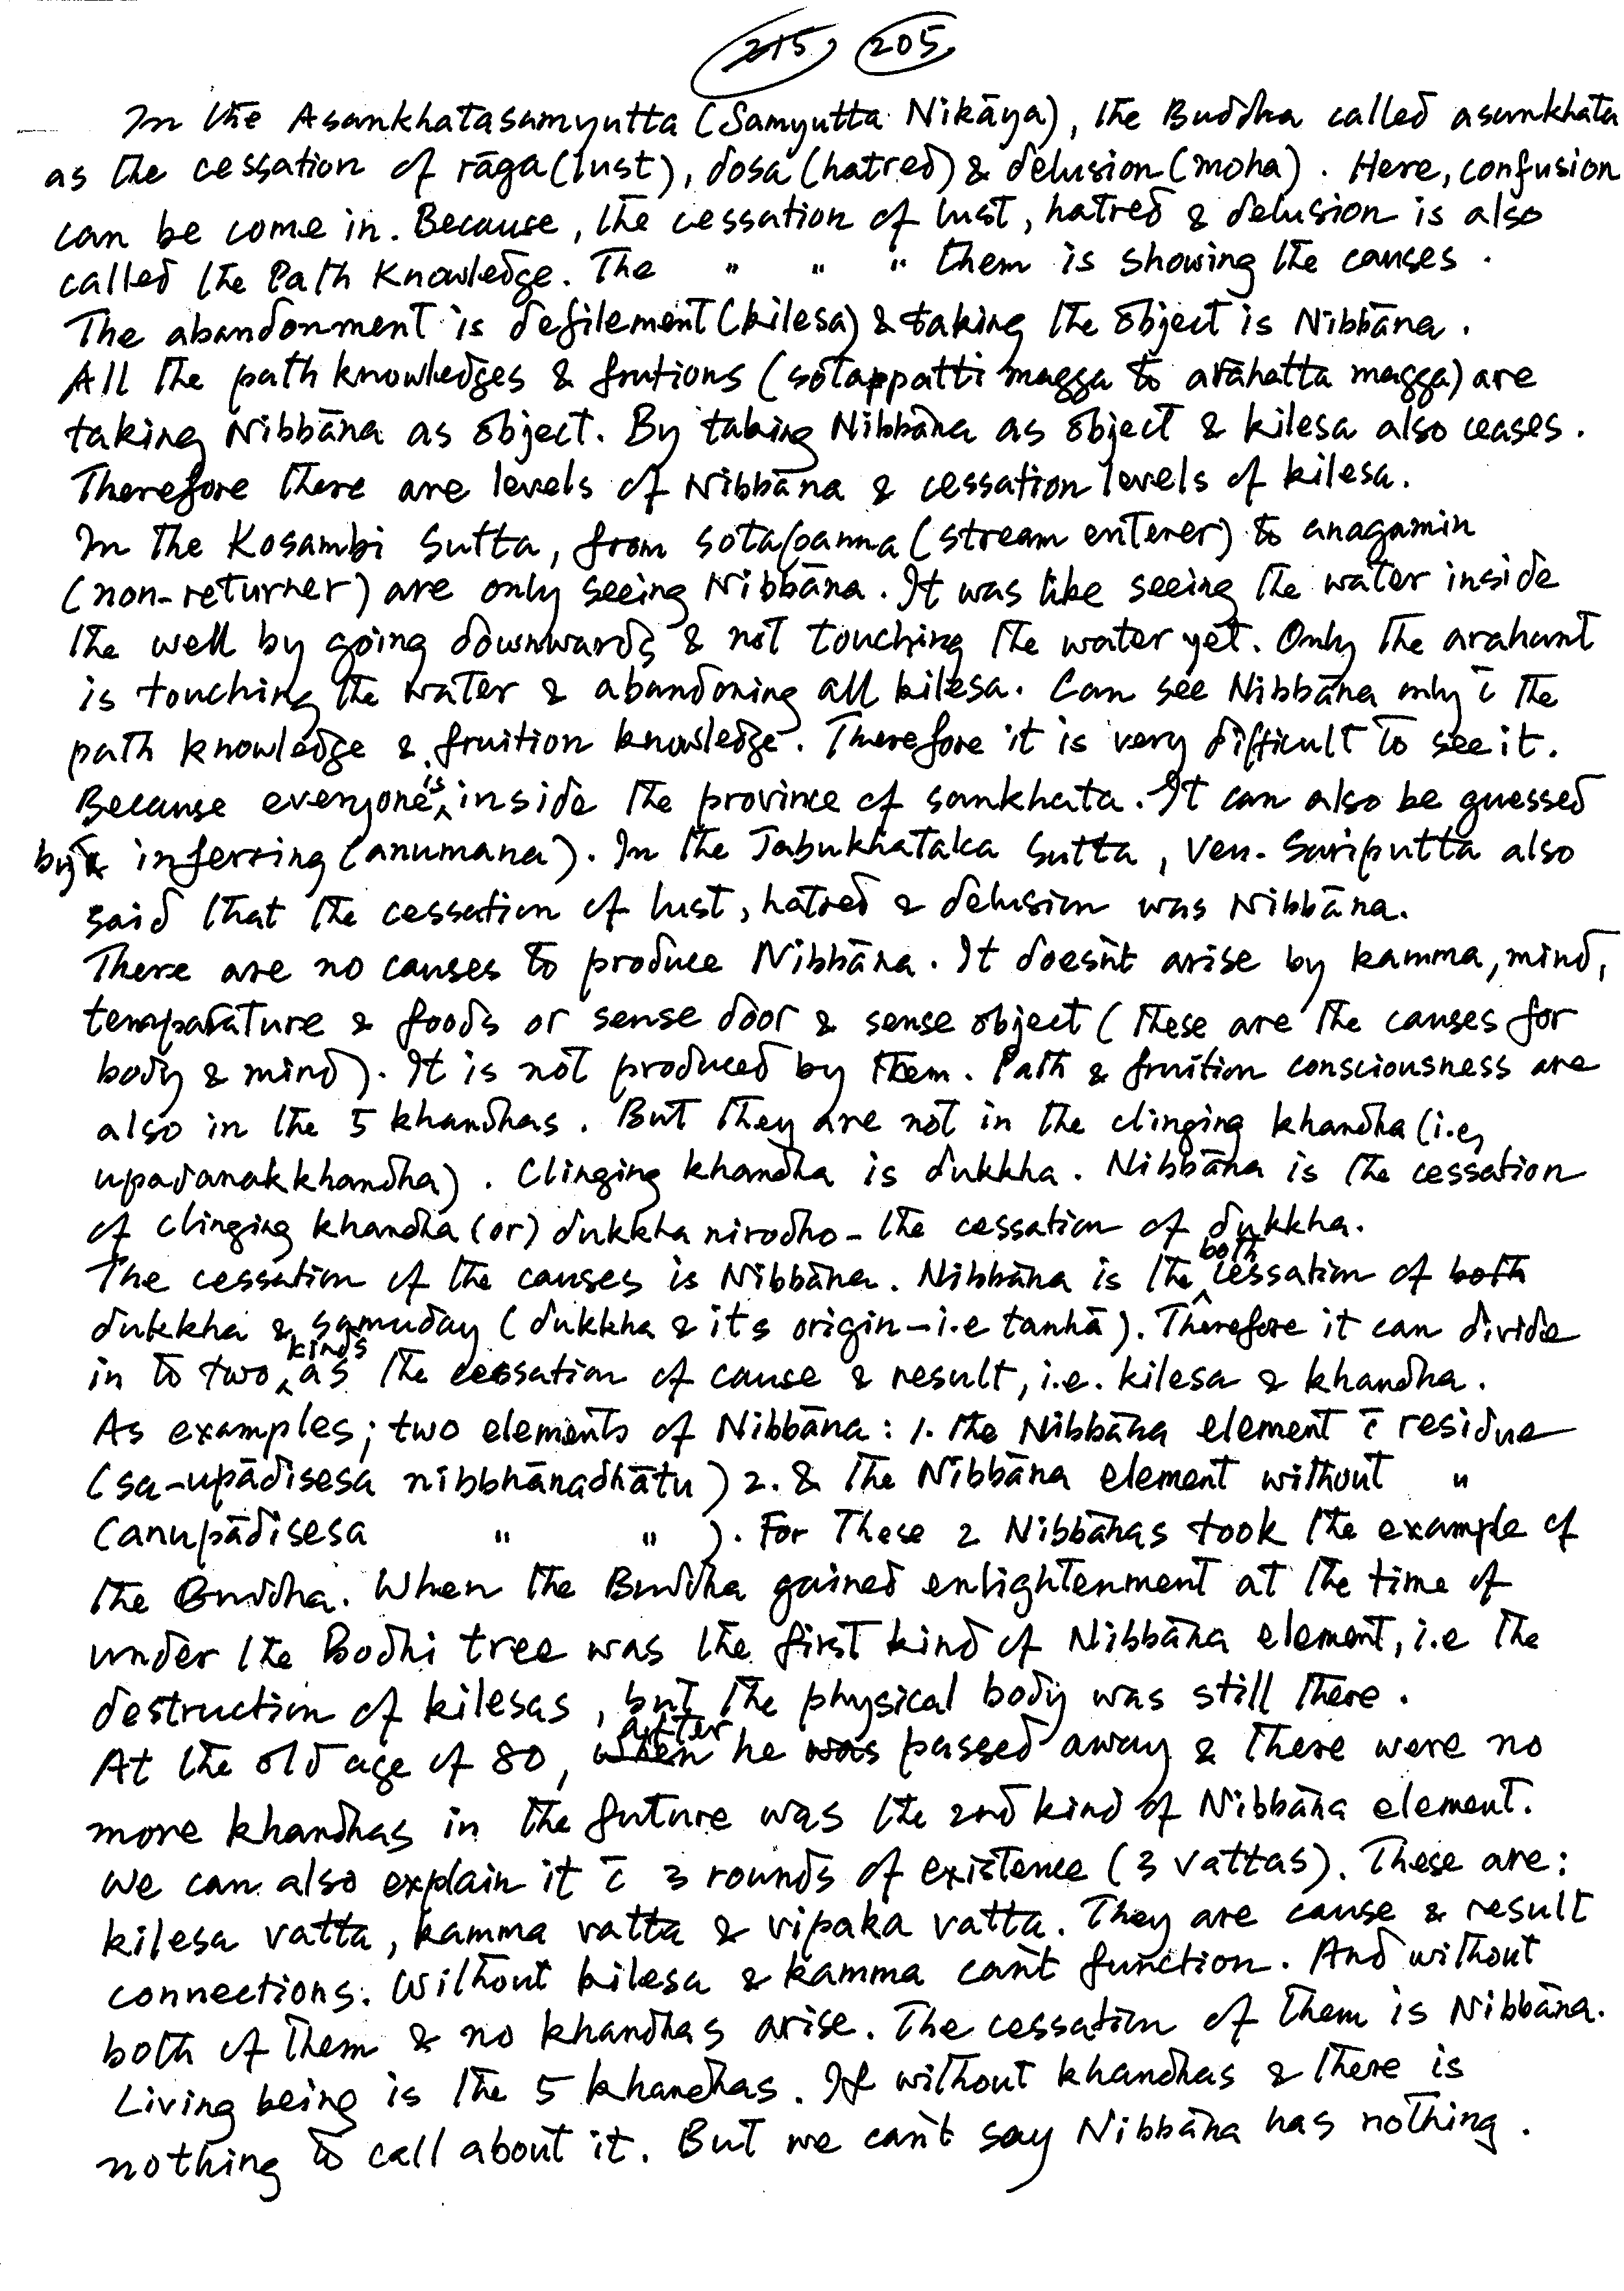 215, 205,
In the Asankhatasamyutta (Samyutta Nikāya), the Buddha called asankhata
as the cessation of rāga (lust), dosa (hatred) & delusion (moha). Here, confusion
can be come in. Because, the cessation of lust, hatred & delusion is also
called the Path Knowledge. The " " " them is showing the causes.
The abandonment is defilement (kilesa) & taking the object is Nibbāna.
All the path knowledges & frutions (sotappatti magga to arahatta magga) are
taking Nibbāna as object. By taking Nibbāna as object & kilesa also ceases.
Therefore there are levels of Nibbāna & cessation levels of kilesa.
In the Kosambi Sutta, from sotapanna (stream enterer) to anagamin
(non-returner) are only seeing Nibbāna. It was like seeing the water inside
the well by going downwards & not touching the water yet. Only the arahant
is touching the water & abandoning all kilesa. Can see Nibbāna only c̄ the
path knowledge & fruition knowledge. Therefore it is very difficult to see it.
Because everyone is inside the province of sankhata. It can also be guessed
by inferring (anumana). In the Jabukhataka Sutta, Ven. Sariputta also
said that the cessation of lust, hatred & delusion was Nibbāna.
There are no causes to produce Nibbāna. It doesn't arise by kamma, mind,
temparature & foods or sense door & sense object (these are the causes for
body & mind). It is not produced by them. Path & fruition consciousness are
also in the 5 khandhas. But they are not in the clinging khandha (i.e,
upadanakkhandha). Clinging khandha is dukkha. Nibbāna is the cessation
of clinging khandha (or) dukkha nirodho - the cessation of dukkha.
The cessation of the causes is Nibbāna. Nibbāna is the both cessation of both
dukkha & samuday (dukkha & its origin - i.e tanhā). Therefore it can divide
in to two kinds as the cessation of cause & result, i.e. kilesa & khandha.
As examples; two elements of Nibbāna: 1. the Nibbāna element c̄ residue
(sa-upādisesa nibbhānadhātu) 2. & the Nibbāna element without "
(anupādisesa " " ). For these 2 Nibbānas took the example of
the Buddha. When the Buddha gained enlightenment at the time of
under the Bodhi tree was the first kind of Nibbāna element, i.e the
destruction of kilesas, but the physical body was still there.
At the old age of 80, when after he was passed away & there were no
more khandhas in the future was the 2nd kind of Nibbāna element.
We can also explain it c̄ 3 rounds of existence (3 vattas). These are:
kilesa vatta, kamma vatta & vipaka vatta. They are cause & result
connections. Without kilesa & kamma can't function. And without
both of them & no khandhas arise. The cessation of them is Nibbāna.
Living being is the 5 khandhas. If without khandhas & there is
nothing to call about it. But we can't say Nibbāna has nothing.